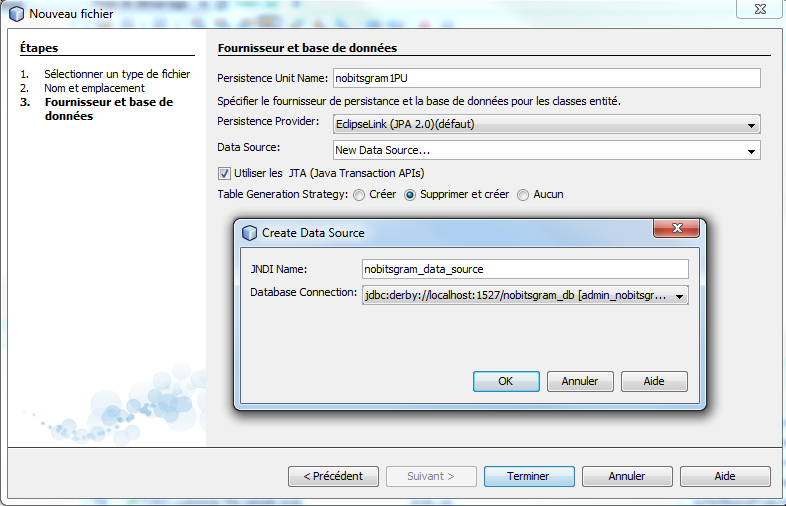 Nouveau fichier
Étapes
1. Sélectionner un type de fichier
2. Nom et emplacement
3. Fournisseur et base de
données
Fournisseur et base de données
Persistence Unit Name: nobitsgram1PU
Spécifier le fournisseur de persistance et la base de données pour les classes entité.
Persistence Provider: EclipseLink (JPA 2.0)(défaut)
Data Source: New Data Source...
Utiliser les JTA (Java Transaction APIs)
Table Generation Strategy: Créer Supprimer et créer Aucun
Create Data Source
JNDI Name: nobitsgram_data_source
Database Connection: jdbc:derby://localhost:1527/nobitsgram_db [admin_nobitsgr...
OK Annuler Aide
< Précédent Suivant > Terminer Annuler Aide